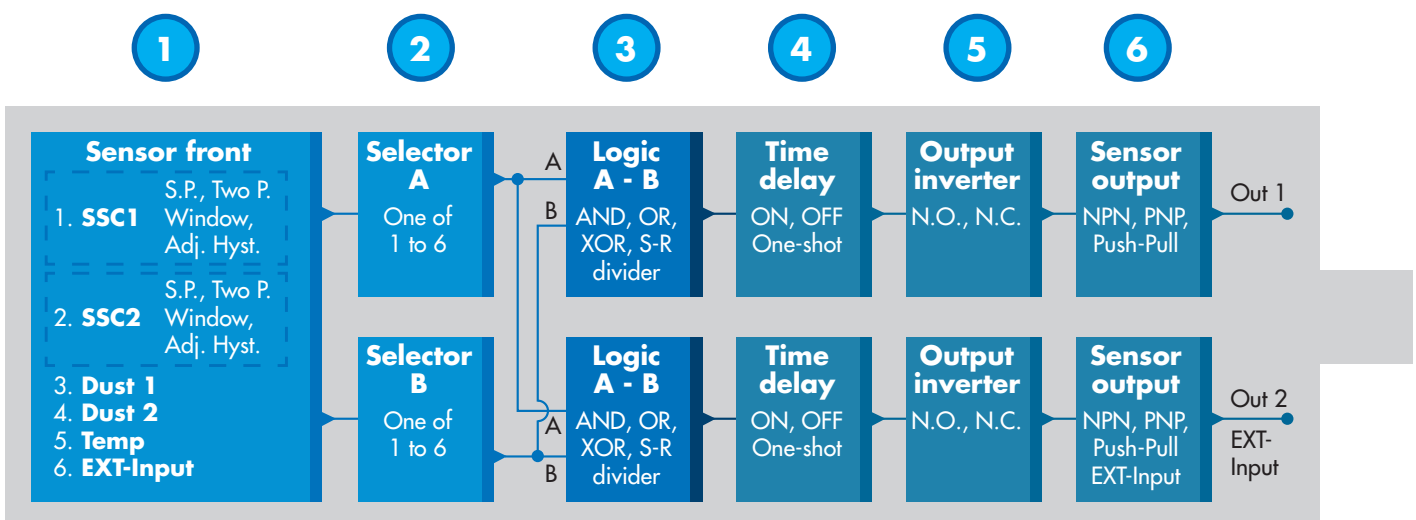 1
2
3
4
5
6
Sensor front
1. SSC1
S.P., Two P.
Window,
Adj. Hyst.
2. SSC2
S.P., Two P.
Window,
Adj. Hyst.
3. Dust 1
4. Dust 2
5. Temp
6. EXT-Input
Selector
A
One of
1 to 6
Selector
B
One of
1 to 6
A
B
A
B
Logic
A - B
AND, OR,
XOR, S-R
divider
Time
delay
ON, OFF
One-shot
Output
inverter
N.O., N.C.
Sensor
output
NPN, PNP,
Push-Pull
Out 1
Logic
A - B
AND, OR,
XOR, S-R
divider
Time
delay
ON, OFF
One-shot
Output
inverter
N.O., N.C.
Sensor
output
NPN, PNP,
Push-Pull
EXT-Input
Out 2
EXT-
Input